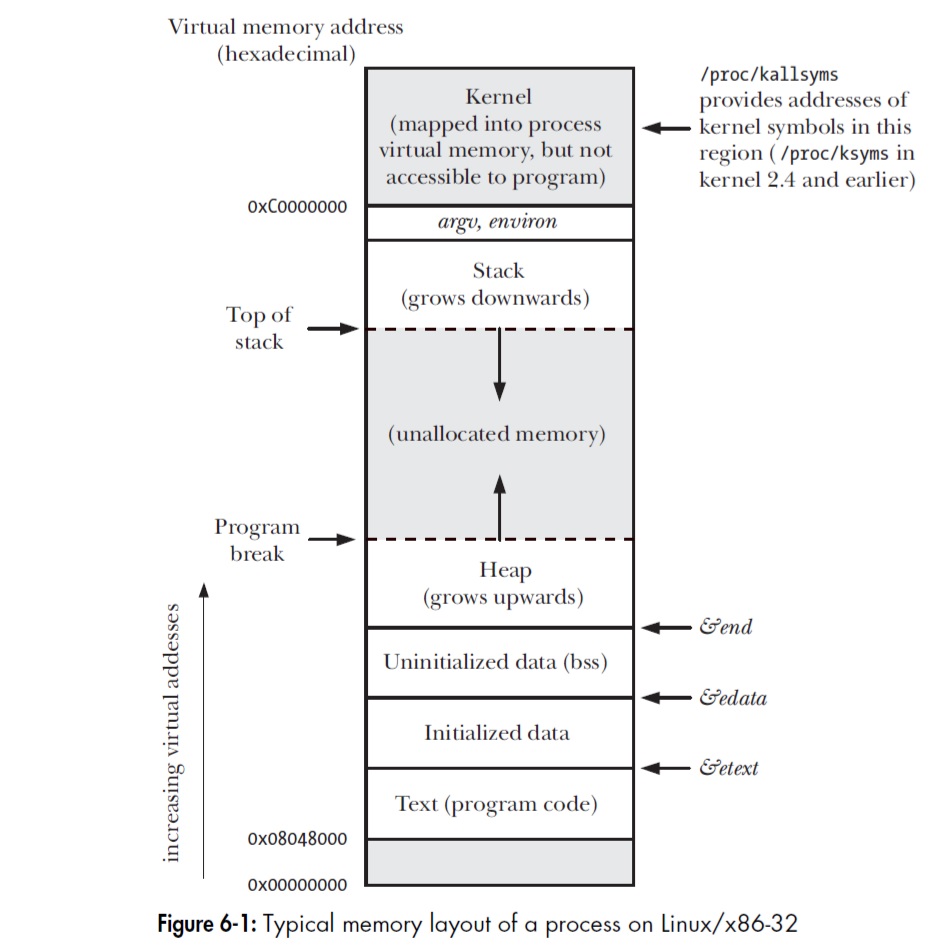 Virtual memory address
(hexadecimal)
/proc/kallsyms
provides addresses of
kernel symbols in this
region ( /proc/ksyms in
kernel 2.4 and earlier)
Kernel
(mapped into process
virtual memory, but not
accessible to program)
0xC0000000
argv, environ
Stack
(grows downwards)
Top of
stack
(unallocated memory)
Program
break
Heap
(grows upwards)
&end
Uninitialized data (bss)
&edata
Initialized data
&etext
Text (program code)
0x08048000
0x00000000
increasing virtual addesses
Figure 6-1: Typical memory layout of a process on Linux/x86-32